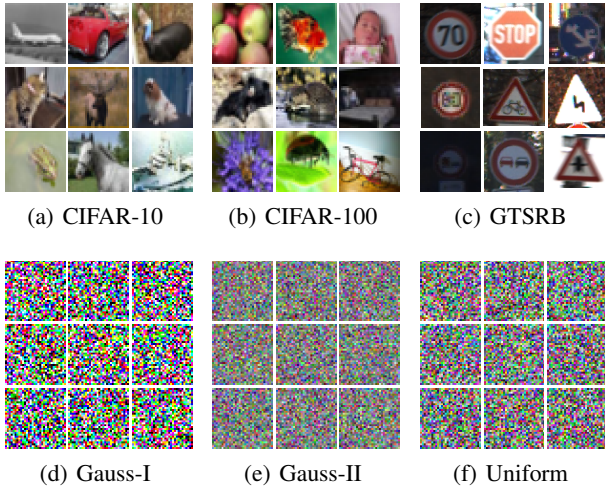 70
STOP
(a) CIFAR-10
(b) CIFAR-100
(c) GTSRB
(d) Gauss-I
(e) Gauss-II
(f) Uniform